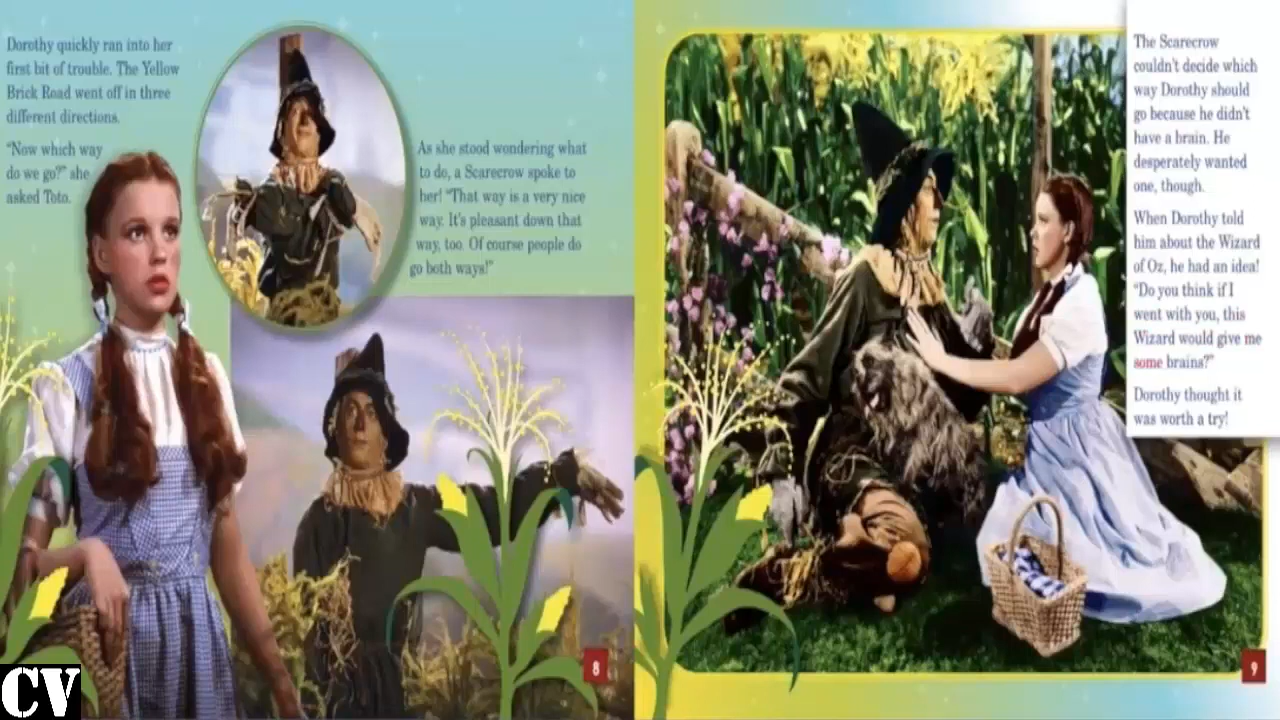 Dorothy quickly ran into her
first bit of trouble. The Yellow
Brick Road went off in three
different directions.
"Now which way
do we go?" she
asked Toto.
As she stood wondering what
to do, a Scarecrow spoke to
her! "That way is a very nice
way. It's pleasant down that
way, too. Of course people do
go both ways!"
8
CV
The Scarecrow
couldn't decide which
way Dorothy should
go because he didn't
have a brain. He
desperately wanted
one, though.
When Dorothy told
him about the Wizard
of Oz, he had an idea!
"Do you think if I
went with you, this
Wizard would give me
some brains?"
Dorothy thought it
was worth a try!
9